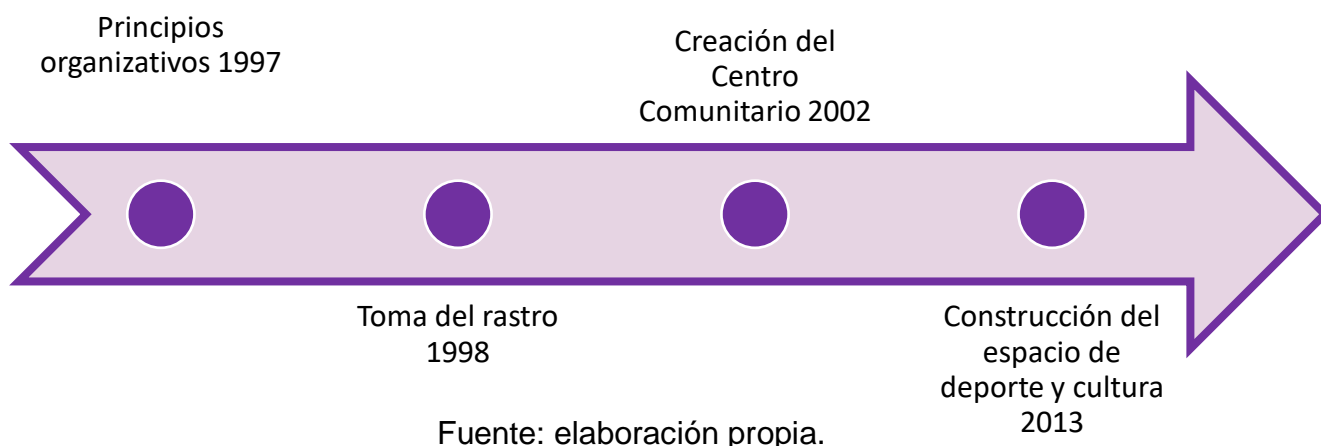 Principios
organizativos 1997
Toma del rastro
1998
Creación del
Centro
Comunitario 2002
Construcción del
espacio de
deporte y cultura
2013
Fuente: elaboración propia.